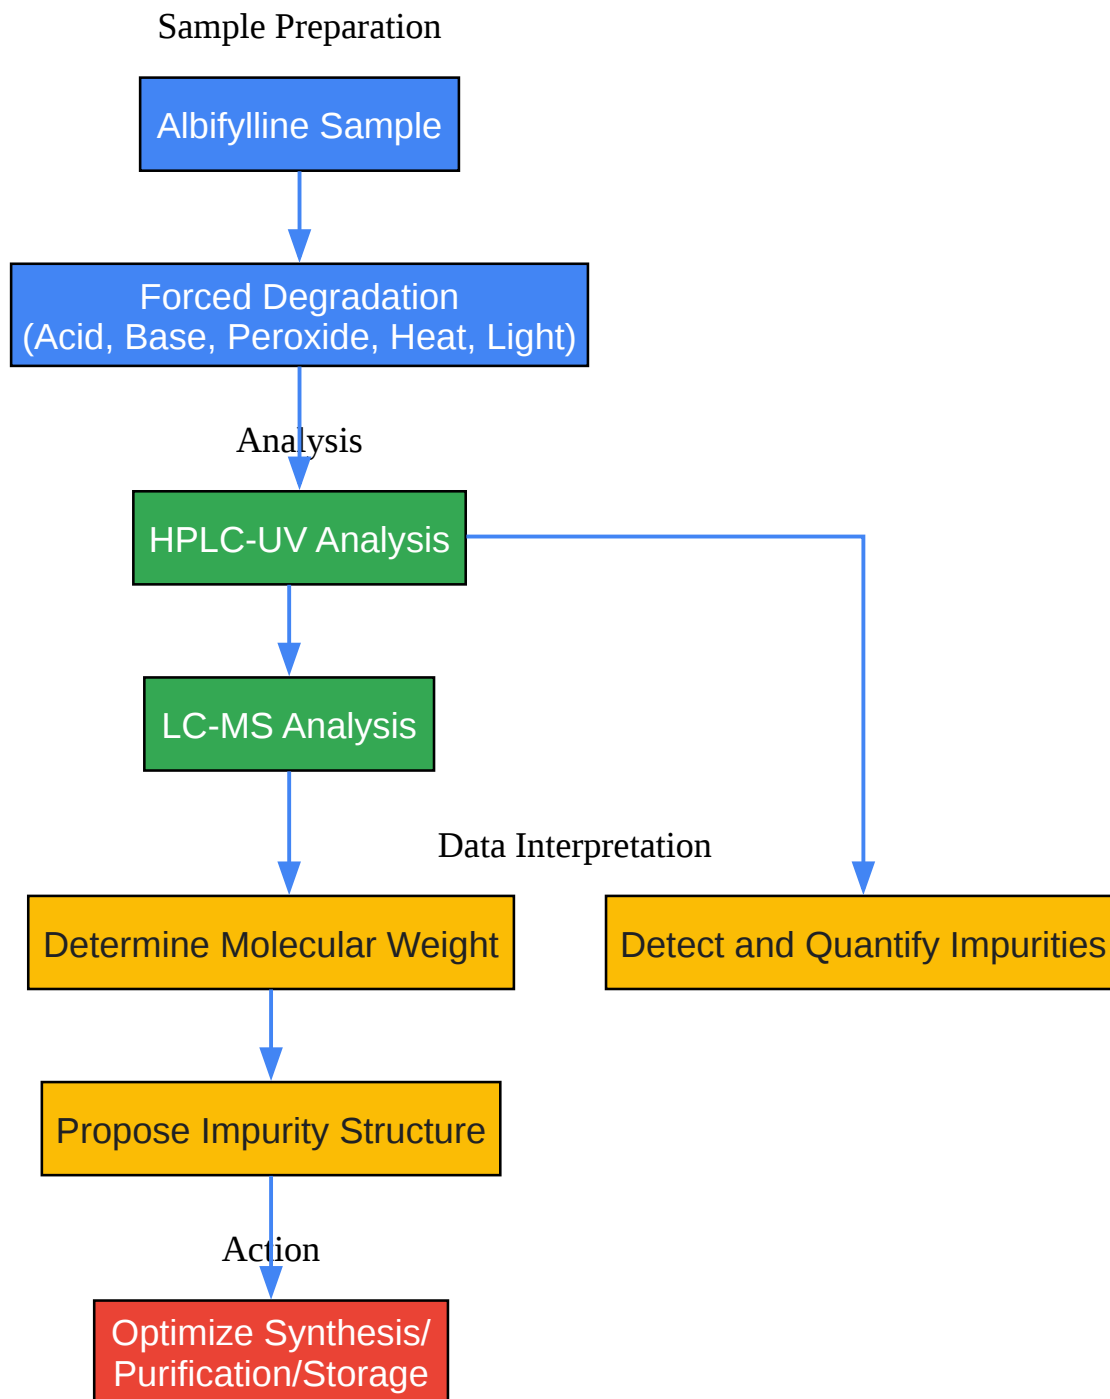 Sample Preparation
Albifylline Sample
Forced Degradation
(Acid, Base, Peroxide, Heat, Light)
Analysis
HPLC-UV Analysis
LC-MS Analysis
Data Interpretation
Determine Molecular Weight
Detect and Quantify Impurities
Propose Impurity Structure
Action
Optimize Synthesis/
Purification/Storage